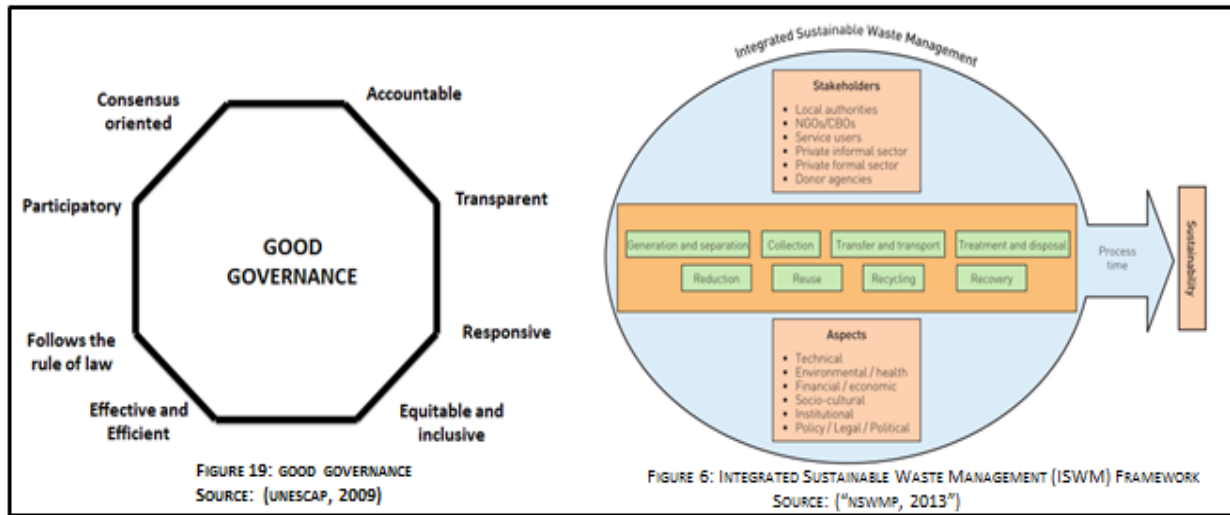 Consensus
oriented
Accountable
Participatory
Transparent
GOOD
GOVERNANCE
Follows the
rule of law
Responsive
Effective and
Efficient
Equitable and
inclusive
FIGURE 19: GOOD GOVERNANCE
SOURCE: (UNESCAP, 2009)
Integrated Sustainable Waste Management
Stakeholders
• Local authorities
• NGOs/CBOs
• Service users
• Private informal sector
• Private formal sector
• Donor agencies
Generation and separation
Collection
Transfer and transport
Treatment and disposal
Reduction
Reuse
Recycling
Recovery
Aspects
• Technical
• Environmental / health
• Financial / economic
• Socio-cultural
• Institutional
• Policy / Legal / Political
Process
time
Sustainability
FIGURE 6: INTEGRATED SUSTAINABLE WASTE MANAGEMENT (ISWM) FRAMEWORK
SOURCE: ("NSWMP, 2013")